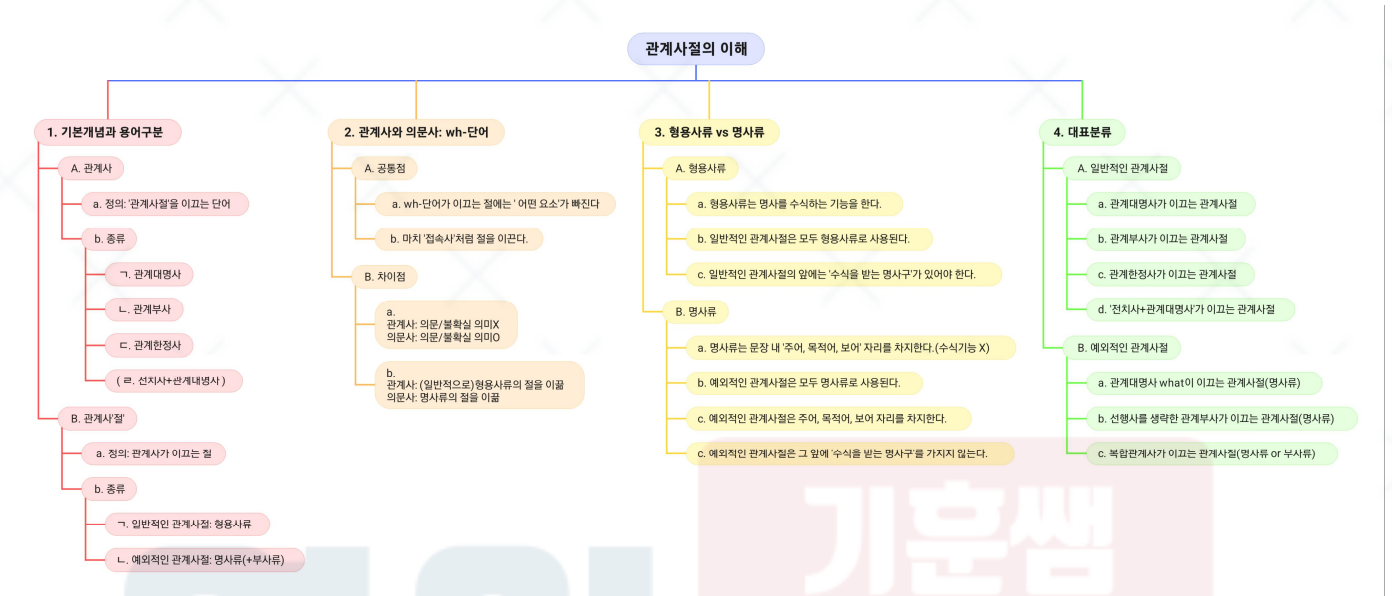 관계사절의 이해
1. 기본개념과 용어구분
A. 관계사
a. 정의: '관계사절'을 이끄는 단어
b. 종류
ㄱ. 관계대명사
ㄴ. 관계부사
ㄷ. 관계한정사
( ㄹ. 전치사+관계대명사 )
B. 관계사'절'
a. 정의: 관계사가 이끄는 절
b. 종류
ㄱ. 일반적인 관계사절: 형용사류
ㄴ. 예외적인 관계사절: 명사류(+부사류)
2. 관계사와 의문사: wh-단어
A. 공통점
a. wh-단어가 이끄는 절에는 ' 어떤 요소'가 빠진다
b. 마치 '접속사'처럼 절을 이끈다.
B. 차이점
a.
관계사: 의문/불확실 의미X
의문사: 의문/불확실 의미O
b.
관계사: (일반적으로)형용사류의 절을 이끎
의문사: 명사류의 절을 이끎
3. 형용사류 vs 명사류
A. 형용사류
a. 형용사류는 명사를 수식하는 기능을 한다.
b. 일반적인 관계사절은 모두 형용사류로 사용된다.
c. 일반적인 관계사절의 앞에는 '수식을 받는 명사구'가 있어야 한다.
B. 명사류
a. 명사류는 문장 내 '주어, 목적어, 보어' 자리를 차지한다.(수식기능 X)
b. 예외적인 관계사절은 모두 명사류로 사용된다.
c. 예외적인 관계사절은 주어, 목적어, 보어 자리를 차지한다.
c. 예외적인 관계사절은 그 앞에 '수식을 받는 명사구'를 가지지 않는다.
4. 대표분류
A. 일반적인 관계사절
a. 관계대명사가 이끄는 관계사절
b. 관계부사가 이끄는 관계사절
c. 관계한정사가 이끄는 관계사절
d. '전치사+관계대명사'가 이끄는 관계사절
B. 예외적인 관계사절
a. 관계대명사 what이 이끄는 관계사절(명사류)
b. 선행사를 생략한 관계부사가 이끄는 관계사절(명사류)
c. 복합관계사가 이끄는 관계사절(명사류 or 부사류)
기훈쌤